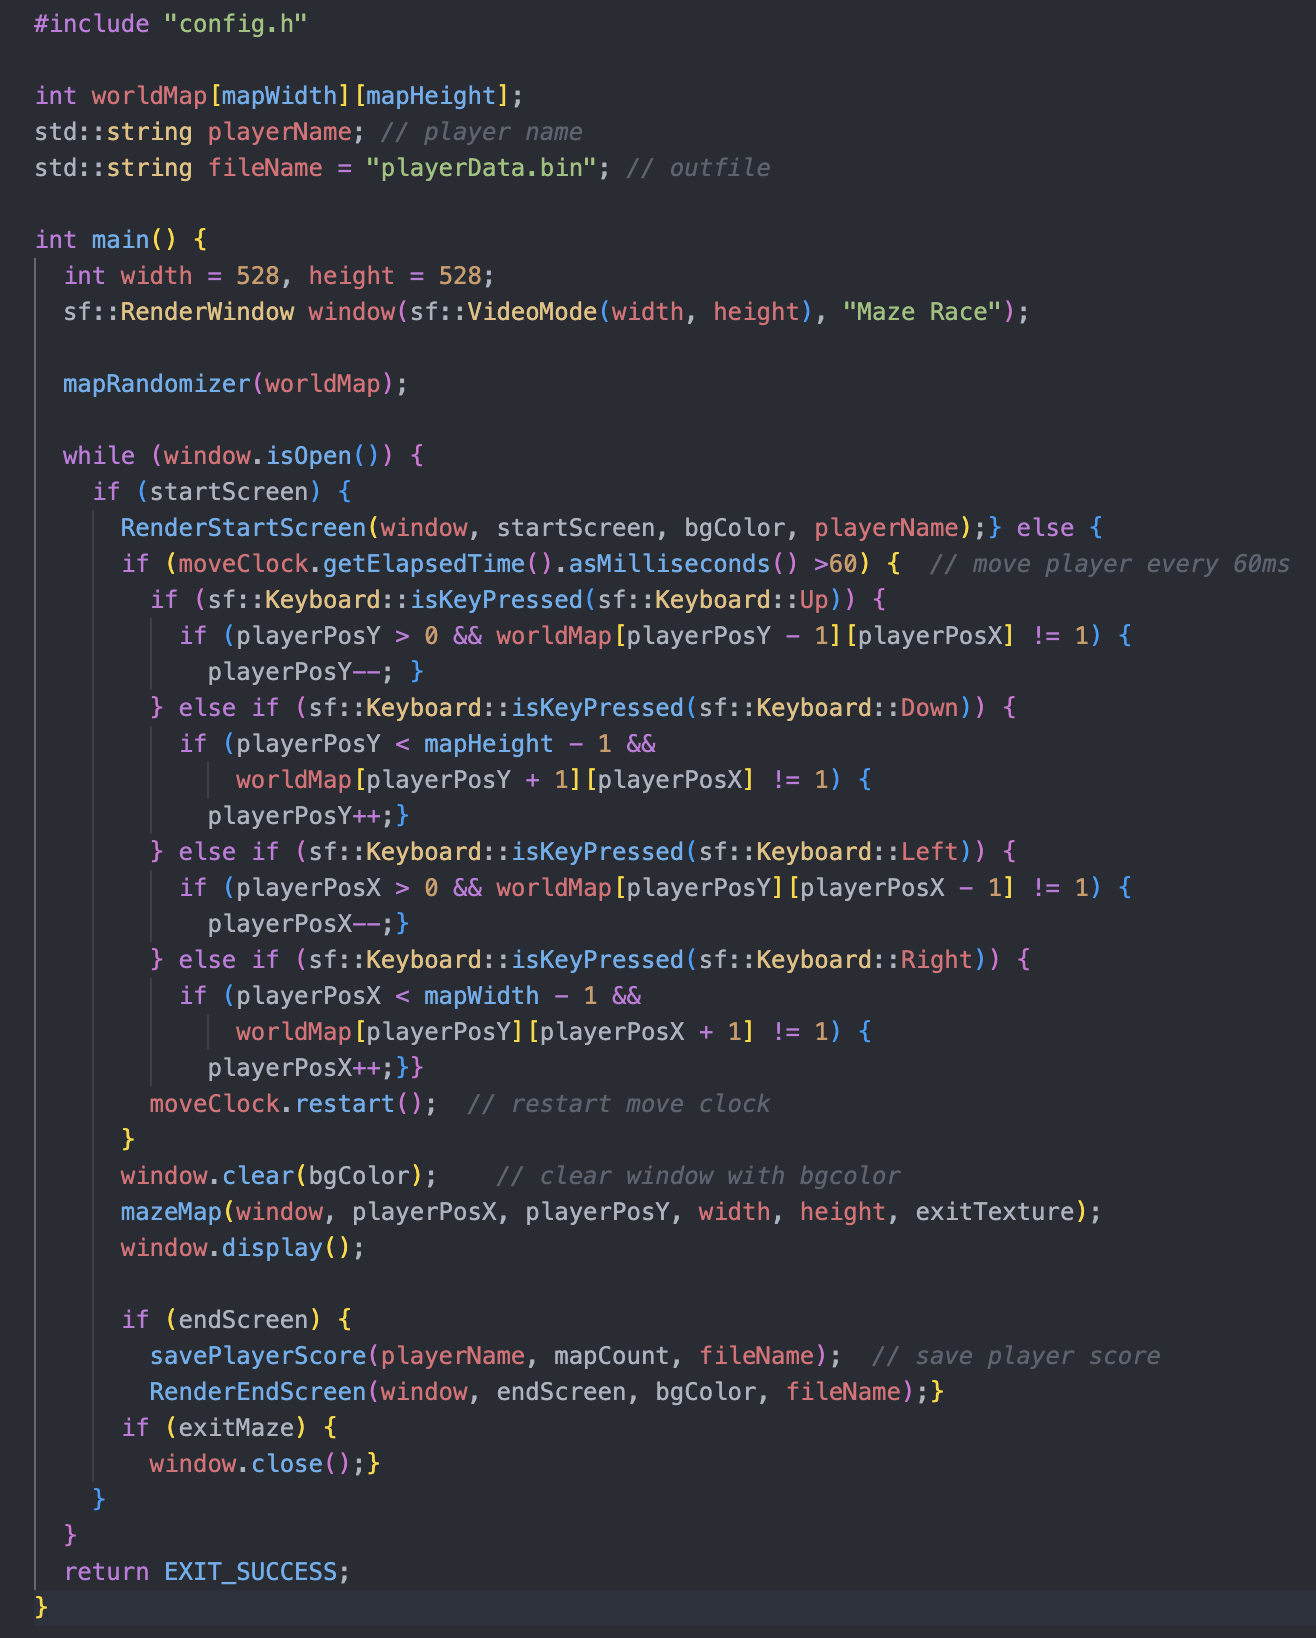 #include "config.h"

int worldMap[mapWidth][mapHeight];
std::string playerName; // player name
std::string fileName = "playerData.bin"; // outfile

int main() {
  int width = 528, height = 528;
  sf::RenderWindow window(sf::VideoMode(width, height), "Maze Race");

  mapRandomizer(worldMap);

  while (window.isOpen()) {
    if (startScreen) {
      RenderStartScreen(window, startScreen, bgColor, playerName);} else {
      if (moveClock.getElapsedTime().asMilliseconds() >60) {  // move player every 60ms
        if (sf::Keyboard::isKeyPressed(sf::Keyboard::Up)) {
          if (playerPosY > 0 && worldMap[playerPosY - 1][playerPosX] != 1) {
            playerPosY--; }
        } else if (sf::Keyboard::isKeyPressed(sf::Keyboard::Down)) {
          if (playerPosY < mapHeight - 1 &&
              worldMap[playerPosY + 1][playerPosX] != 1) {
            playerPosY++;}
        } else if (sf::Keyboard::isKeyPressed(sf::Keyboard::Left)) {
          if (playerPosX > 0 && worldMap[playerPosY][playerPosX - 1] != 1) {
            playerPosX--;}
        } else if (sf::Keyboard::isKeyPressed(sf::Keyboard::Right)) {
          if (playerPosX < mapWidth - 1 &&
              worldMap[playerPosY][playerPosX + 1] != 1) {
            playerPosX++;}}
        moveClock.restart();  // restart move clock
      }
      window.clear(bgColor);    // clear window with bgcolor
      mazeMap(window, playerPosX, playerPosY, width, height, exitTexture);
      window.display();

      if (endScreen) {
        savePlayerScore(playerName, mapCount, fileName);  // save player score
        RenderEndScreen(window, endScreen, bgColor, fileName);}
      if (exitMaze) {
        window.close();}
    }
  }
  return EXIT_SUCCESS;
}